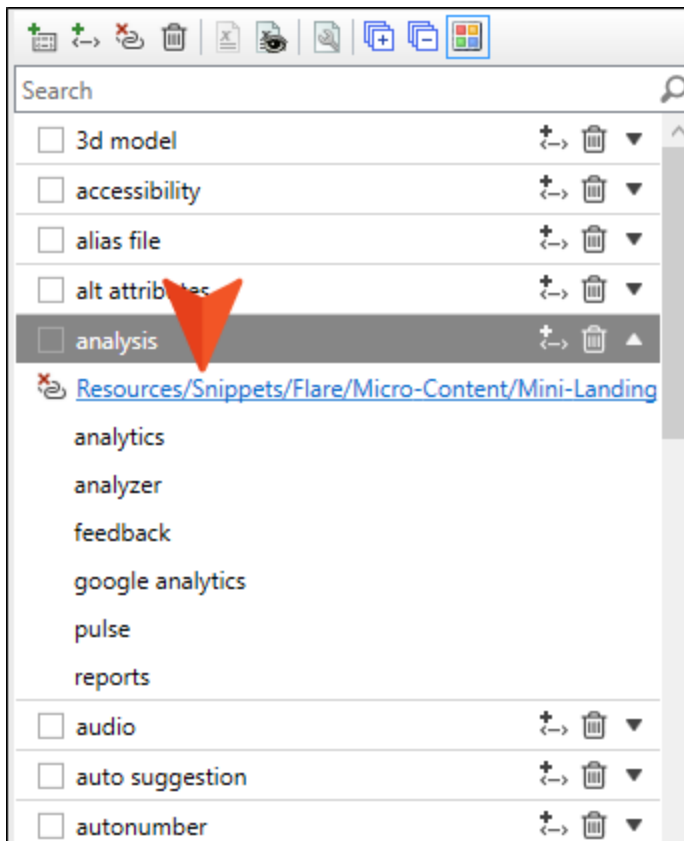 Search
3d model
accessibility
alias file
alt attributes
analysis
Resources/Snippets/Flare/Micro-Content/Mini-Landing
analytics
analyzer
feedback
google analytics
pulse
reports
audio
auto suggestion
autonumber